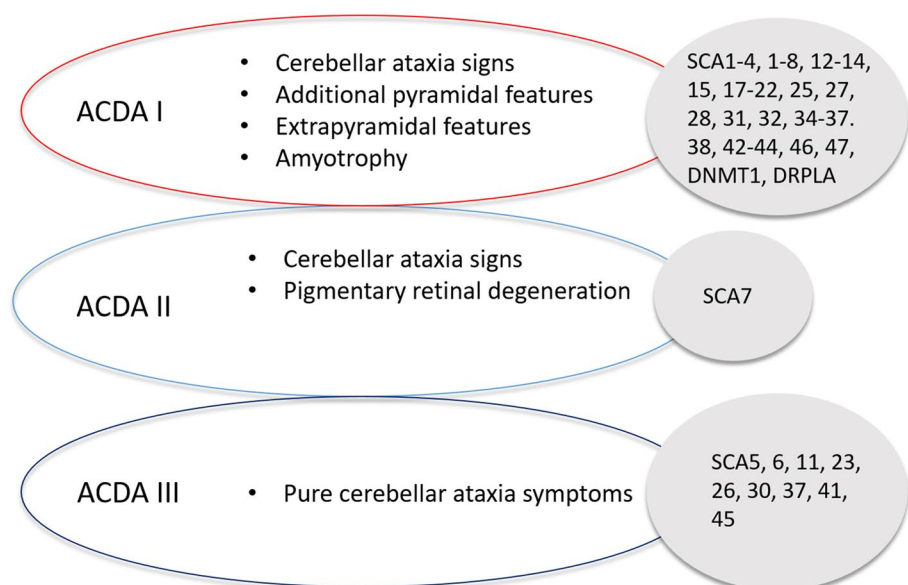 ACDA I
• Cerebellar ataxia signs
• Additional pyramidal features
• Extrapyramidal features
• Amyotrophy
SCA1-4, 1-8, 12-14,
15, 17-22, 25, 27,
28, 31, 32, 34-37.
38, 42-44, 46, 47,
DNMT1, DRPLA
ACDA II
• Cerebellar ataxia signs
• Pigmentary retinal degeneration
SCA7
ACDA III
• Pure cerebellar ataxia symptoms
SCA5, 6, 11, 23,
26, 30, 37, 41,
45